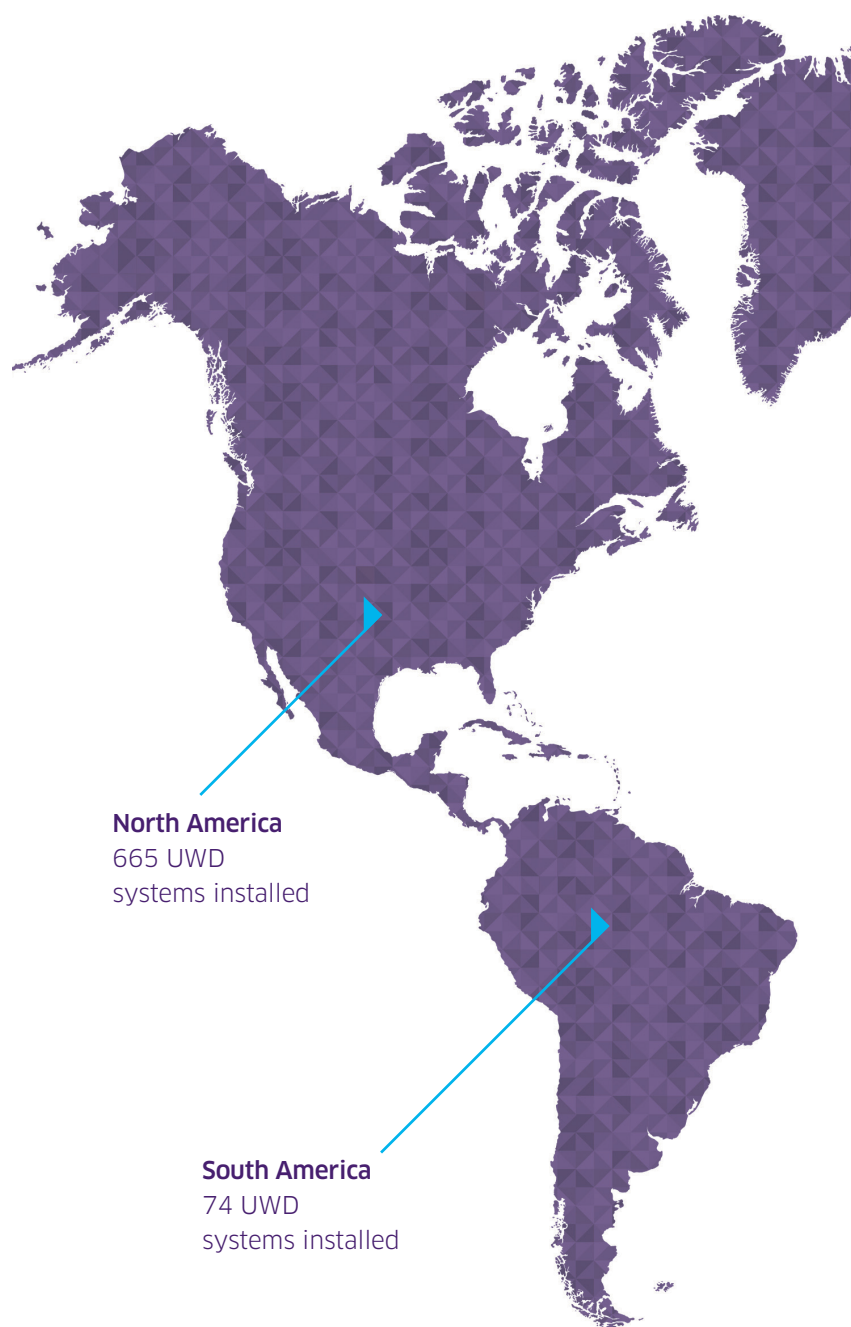 North America
665 UWD
systems installed
South America
74 UWD
systems installed